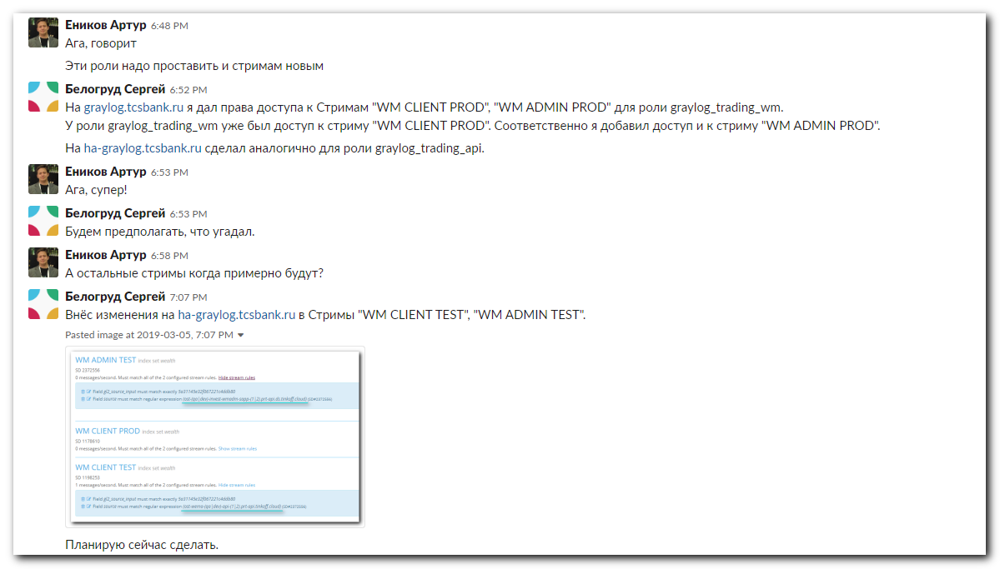 Еников Артур 6:48 PM
Ага, говорит
Эти роли надо проставить и стримам новым
Белогруд Сергей 6:52 PM
На graylog.tcsbank.ru я дал права доступа к Стримам "WM CLIENT PROD", "WM ADMIN PROD" для роли graylog_trading_wm.
У роли graylog_trading_wm уже был доступ к стриму "WM CLIENT PROD". Соответственно я добавил доступ и к стриму "WM ADMIN PROD".
На ha-graylog.tcsbank.ru сделал аналогично для роли graylog_trading_api.
Еников Артур 6:53 PM
Ага, супер!
Белогруд Сергей 6:53 PM
Будем предполагать, что угадал.
Еников Артур 6:58 PM
А остальные стримы когда примерно будут?
Белогруд Сергей 7:07 PM
Внёс изменения на ha-graylog.tcsbank.ru в Стримы "WM CLIENT TEST", "WM ADMIN TEST".
Pasted image at 2019-03-05, 7:07 PM
WM ADMIN TEST index set wealth
SD 2372556
0 messages/second. Must match all of the 2 configured stream rules. Hide stream rules
Field gl2_source_input must match exactly
Field source must match regular expression
WM CLIENT PROD index set wealth
SD 1178610
0 messages/second. Must match all of the 2 configured stream rules. Show stream rules
WM CLIENT TEST index set wealth
SD 1198253
1 messages/second. Must match all of the 2 configured stream rules. Hide stream rules
Field gl2_source_input must match exactly
Field source must match regular expression
Планирую сейчас сделать.